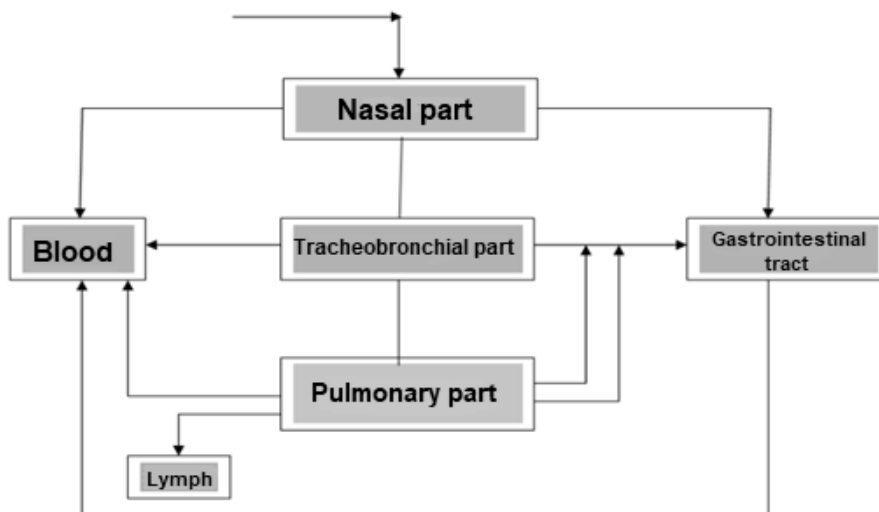 Nasal part
Blood
Tracheobronchial part
Gastrointestinal
tract
Pulmonary part
Lymph